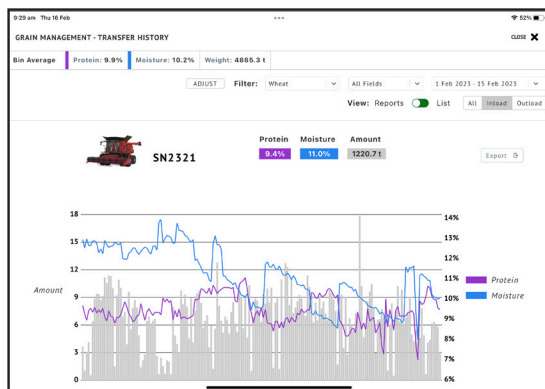 9:29 am Thu 16 Feb
52%
GRAIN MANAGEMENT - TRANSFER HISTORY
CLOSE
Bin Average Protein: 9.9% Moisture: 10.2% Weight: 4865.3 t
ADJUST Filter: Wheat All Fields 1 Feb 2023 - 15 Feb 2023
View: Reports List All Inload Outload
Protein Moisture Amount
SN2321 9.4% 11.0% 1220.7 t
Export
18 14%
13%
15
12%
12
11%
Amount 9 10%
Protein
Moisture
9%
6
8%
3
7%
0 6%